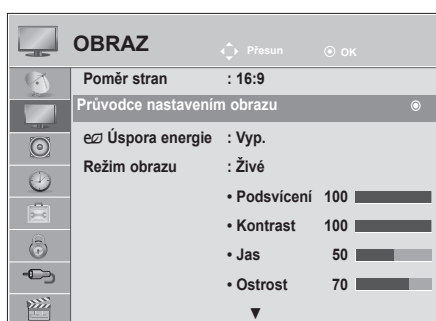 OBRAZ Přesun OK
Poměr stran : 16:9
Průvodce nastavením obrazu
Úspora energie : Vyp.
Režim obrazu : Živé
• Podsvícení 100
• Kontrast 100
• Jas 50
• Ostrost 70